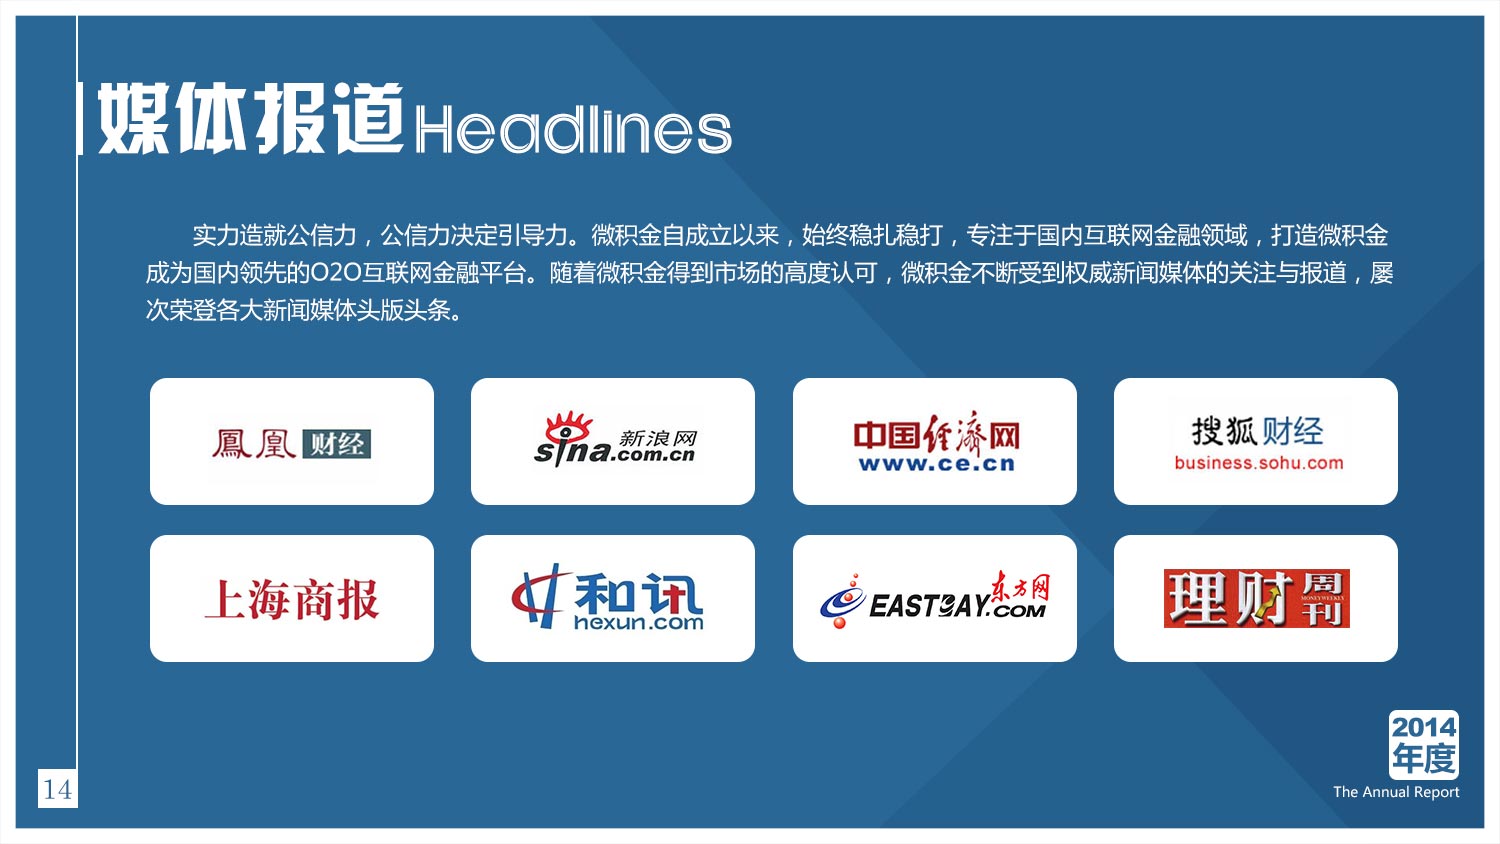 媒体报道Headlines
实力造就公信力，公信力决定引导力。微积金自成立以来，始终稳扎稳打，专注于国内互联网金融领域，打造微积金
成为国内领先的O2O互联网金融平台。随着微积金得到市场的高度认可，微积金不断受到权威新闻媒体的关注与报道，屡
次荣登各大新闻媒体头版头条。
鳳凰财经
sina新浪网
.com.cn
中国经济网
www.ce.cn
搜狐财经
business.sohu.com
上海商报
和讯
hexun.com
东方网
EASTDAY.COM
理财周刊
MONEYWEEKLY
2014
年度
The Annual Report
14